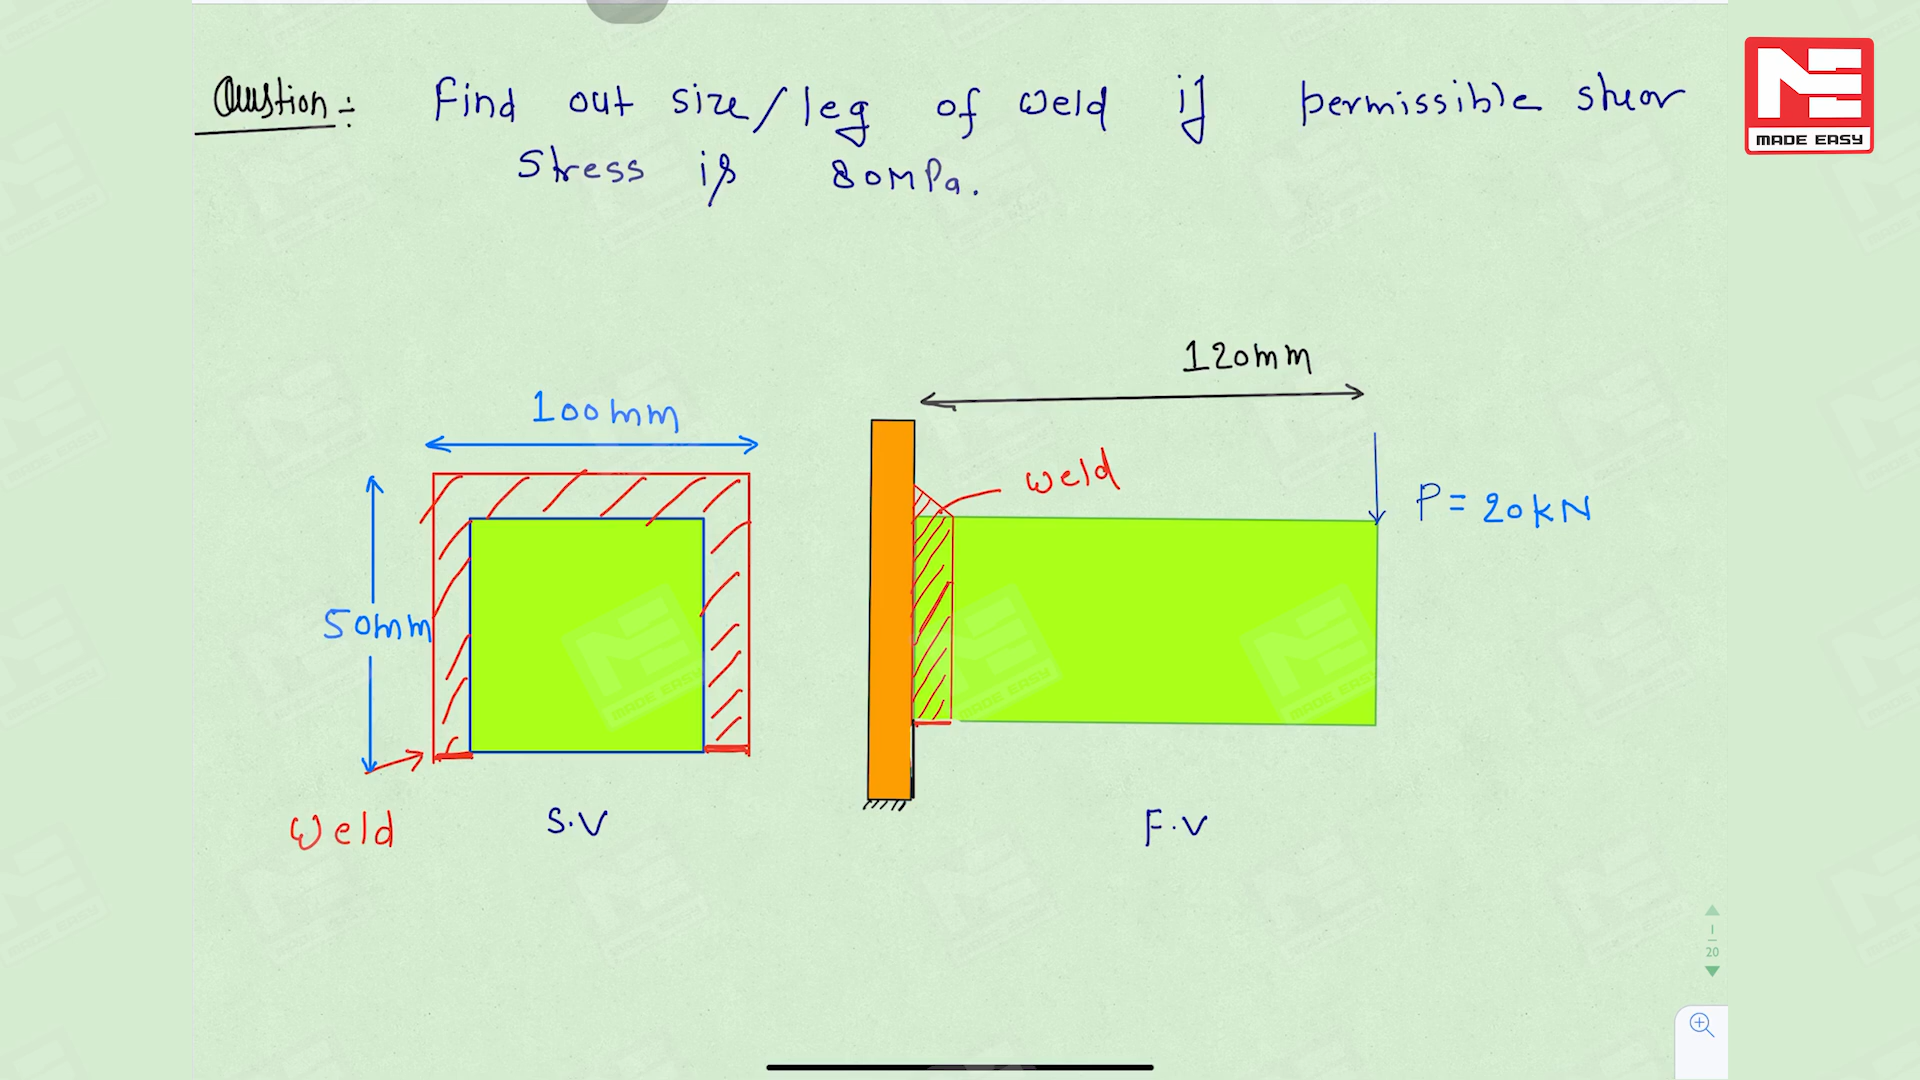 Question :- Find out size/leg of weld if permissible shear
stress is 80MPa.
ME
MADE EASY
120mm
100mm
weld
P = 20kN
50mm
Weld
S.V
F.V
1
20